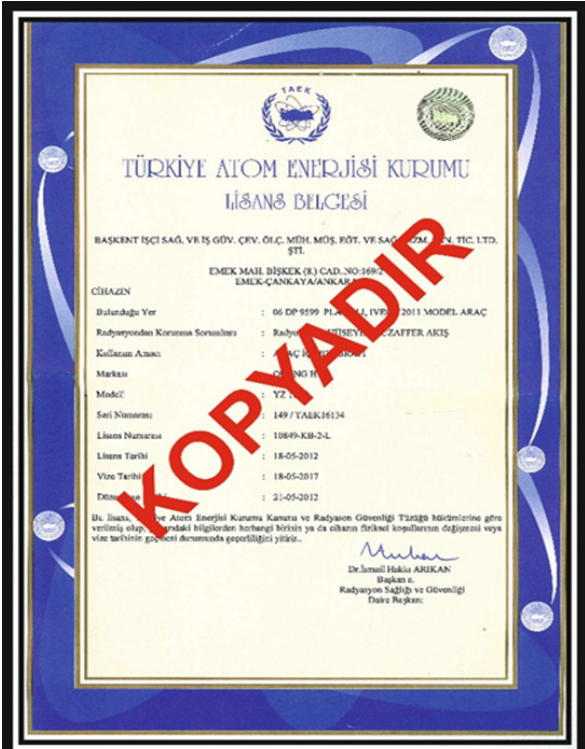 TAEK
TÜRKİYE ATOM ENERJİSİ KURUMU
LİSANS BELGESİ
BAŞKENT İŞÇİ SAĞ. VE İŞ GÜV. ÇEV. ÖLÇ. MÜH. MÜŞ. EĞT. VE SAĞ. TİC. LTD.
ŞTİ.
EMEK MAH. BİŞKEK (8.) CAD. NO:169/2
EMEK-ÇANKAYA/ANKARA
CİHAZIN
Bulunduğu Yer : 06 DP 9599 2011 MODEL ARAÇ
Radyasyondan Korunma Sorumlusu : ZAFFER AKIŞ
Kullanım Amacı :
Markası :
Modeli : YZ
Seri Numarası : 149 / TAEK16134
Lisans Numarası : 10849-KB-2-L
Lisans Tarihi : 18-05-2012
Vize Tarihi : 18-05-2017
: 21-05-2012
Bu lisans, Atom Enerjisi Kurumu Kanunu ve Radyasyon Güvenliği Tüzüğü hükümlerine göre
verilmiş olup, bilgilerden herhangi birinin ya da cihazın fiziksel koşullarının değişmesi veya
vize tarihinin durumunda geçerliliğini yitirir..
Dr.İsmail Hakkı ARIKAN
Başkan a.
Radyasyon Sağlığı ve Güvenliği
Daire Başkanı
KOPYADIR